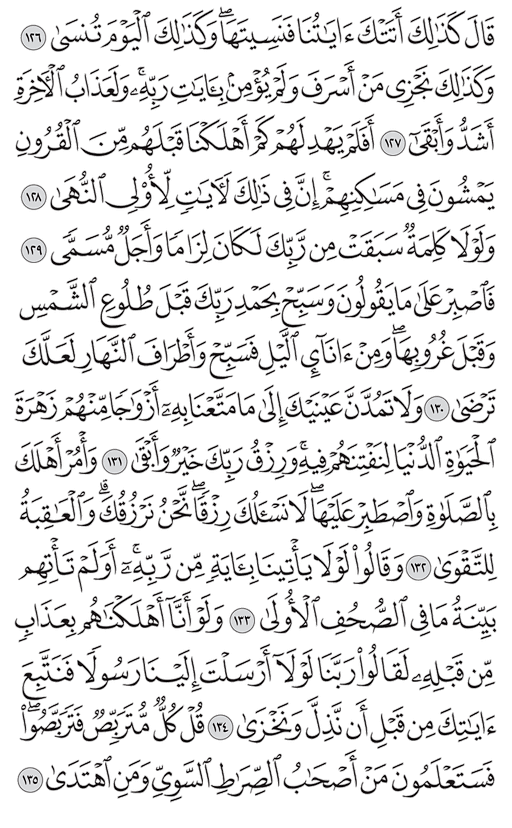 قَالَ كَذَٰلِكَ أَتَتْكَ ءَايَٰتُنَا فَنَسِيتَهَاۖ وَكَذَٰلِكَ ٱلْيَوْمَ تُنسَىٰ ١٢٦
وَكَذَٰلِكَ نَجْزِى مَنْ أَسْرَفَ وَلَمْ يُؤْمِنۢ بِـَٔايَٰتِ رَبِّهِۦۚ وَلَعَذَابُ ٱلْءَاخِرَةِ
أَشَدُّ وَأَبْقَىٰٓ ١٢٧ أَفَلَمْ يَهْدِ لَهُمْ كَمْ أَهْلَكْنَا قَبْلَهُم مِّنَ ٱلْقُرُونِ
يَمْشُونَ فِى مَسَٰكِنِهِمْۗ إِنَّ فِى ذَٰلِكَ لَءَايَٰتٍ لِّأُو۟لِى ٱلنُّهَىٰ ١٢٨
وَلَوْلَا كَلِمَةٌ سَبَقَتْ مِن رَّبِّكَ لَكَانَ لِزَامًا وَأَجَلٌ مُّسَمًّى ١٢٩
فَٱصْبِرْ عَلَىٰ مَا يَقُولُونَ وَسَبِّحْ بِحَمْدِ رَبِّكَ قَبْلَ طُلُوعِ ٱلشَّمْسِ
وَقَبْلَ غُرُوبِهَاۖ وَمِنْ ءَانَآئِ ٱلَّيْلِ فَسَبِّحْ وَأَطْرَافَ ٱلنَّهَارِ لَعَلَّكَ
تَرْضَىٰ ١٣٠ وَلَا تَمُدَّنَّ عَيْنَيْكَ إِلَىٰ مَا مَتَّعْنَا بِهِۦٓ أَزْوَٰجًا مِّنْهُمْ زَهْرَةَ
ٱلْحَيَوٰةِ ٱلدُّنْيَا لِنَفْتِنَهُمْ فِيهِۚ وَرِزْقُ رَبِّكَ خَيْرٌ وَأَبْقَىٰ ١٣١ وَأْمُرْ أَهْلَكَ
بِٱلصَّلَوٰةِ وَٱصْطَبِرْ عَلَيْهَاۖ لَا نَسْـَٔلُكَ رِزْقًاۖ نَّحْنُ نَرْزُقُكَۗ وَٱلْعَٰقِبَةُ
لِلتَّقْوَىٰ ١٣٢ وَقَالُوا۟ لَوْلَا يَأْتِينَا بِـَٔايَةٍ مِّن رَّبِّهِۦٓۚ أَوَلَمْ تَأْتِهِم
بَيِّنَةُ مَا فِى ٱلصُّحُفِ ٱلْأُولَىٰ ١٣٣ وَلَوْ أَنَّآ أَهْلَكْنَٰهُم بِعَذَابٍ
مِّن قَبْلِهِۦ لَقَالُوا۟ رَبَّنَا لَوْلَآ أَرْسَلْتَ إِلَيْنَا رَسُولًا فَنَتَّبِعَ
ءَايَٰتِكَ مِن قَبْلِ أَن نَّذِلَّ وَنَخْزَىٰ ١٣٤ قُلْ كُلٌّ مُّتَرَبِّصٌ فَتَرَبَّصُوا۟ۖ
فَسَتَعْلَمُونَ مَنْ أَصْحَٰبُ ٱلصِّرَٰطِ ٱلسَّوِىِّ وَمَنِ ٱهْتَدَىٰ ١٣٥